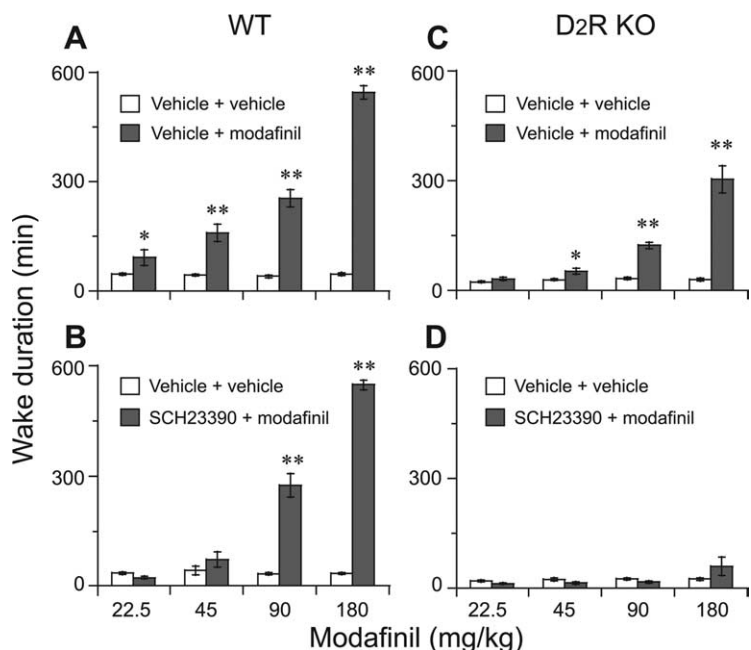 WT
D2R KO
A
600
300
0
Vehicle + vehicle
Vehicle + modafinil
*
**
**
**
C
600
300
0
Vehicle + vehicle
Vehicle + modafinil
*
**
**
B
600
300
0
Vehicle + vehicle
SCH23390 + modafinil
**
**
22.5 45 90 180
D
600
300
0
Vehicle + vehicle
SCH23390 + modafinil
22.5 45 90 180
Wake duration (min)
Modafinil (mg/kg)